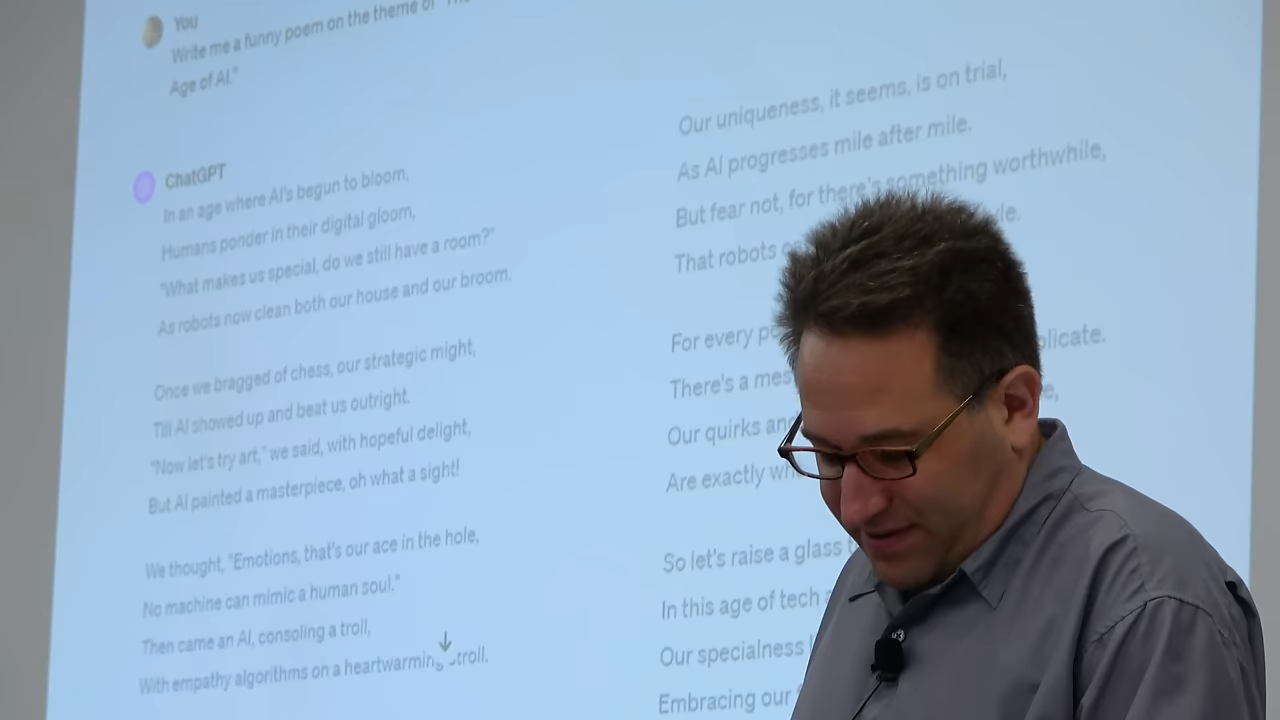 You
Write me a funny poem on the theme of "The
Age of AI."
ChatGPT
In an age where AI's begun to bloom,
Humans ponder in their digital gloom,
"What makes us special, do we still have a room?"
As robots now clean both our house and our broom.
Once we bragged of chess, our strategic might,
Till AI showed up and beat us outright.
"Now let's try art," we said, with hopeful delight,
But AI painted a masterpiece, oh what a sight!
We thought, "Emotions, that's our ace in the hole,
No machine can mimic a human soul."
Then came an AI, consoling a troll,
With empathy algorithms on a heartwarming stroll.
Our uniqueness, it seems, is on trial,
As AI progresses mile after mile.
But fear not, for there's something worthwhile,
That robots
For every
There's a
Our quirks
Are exactly
So let's raise a glass
In this age of tech
Our specialness
Embracing our